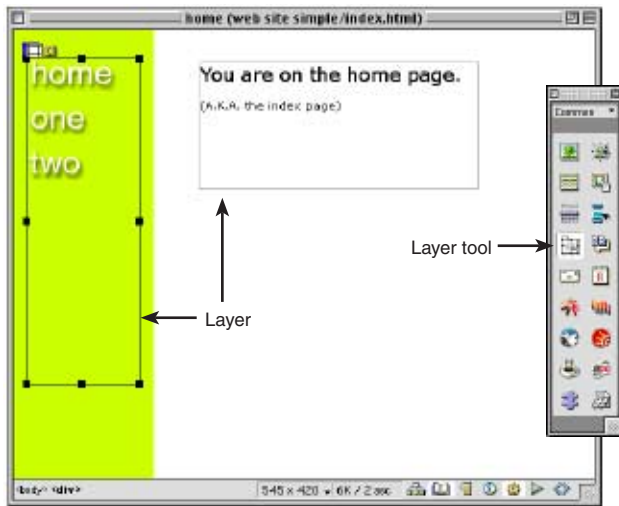 home (web site simple/index.html)
home
one
two
You are on the home page.
(A.K.A. the index page)
Layer
Layer tool
Common
<body> <div>
545 x 420
6K / 2 sec